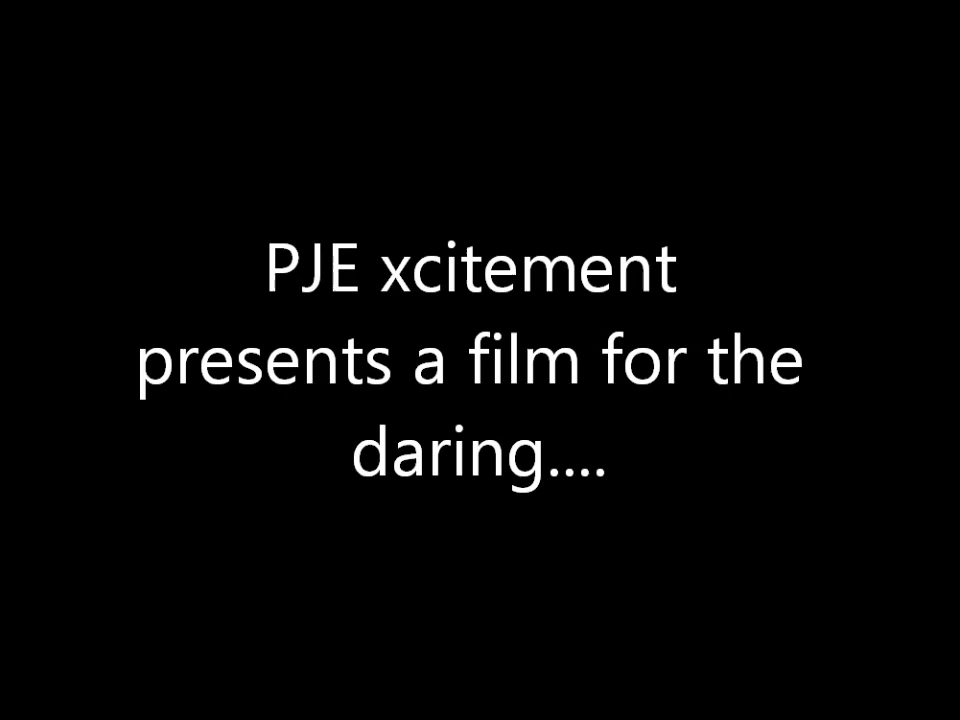 PJE xcitement
presents a film for the
daring....